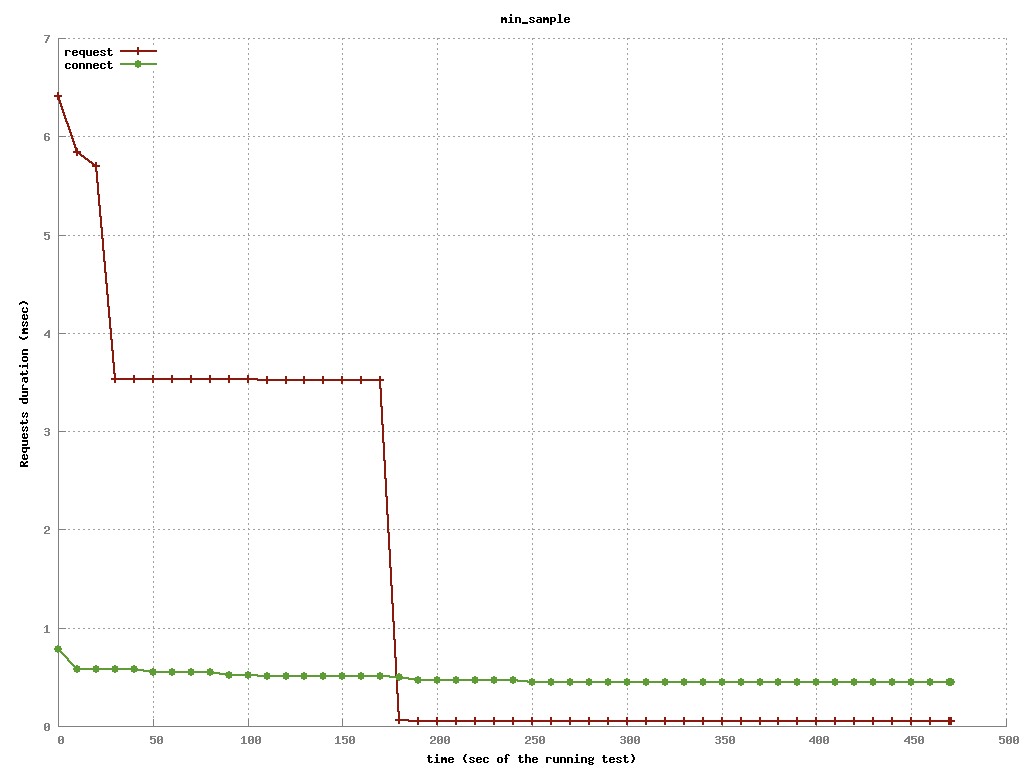 min_sample
request
connect
7
6
5
4
3
2
1
0
Requests duration (msec)
0 50 100 150 200 250 300 350 400 450 500
time (sec of the running test)